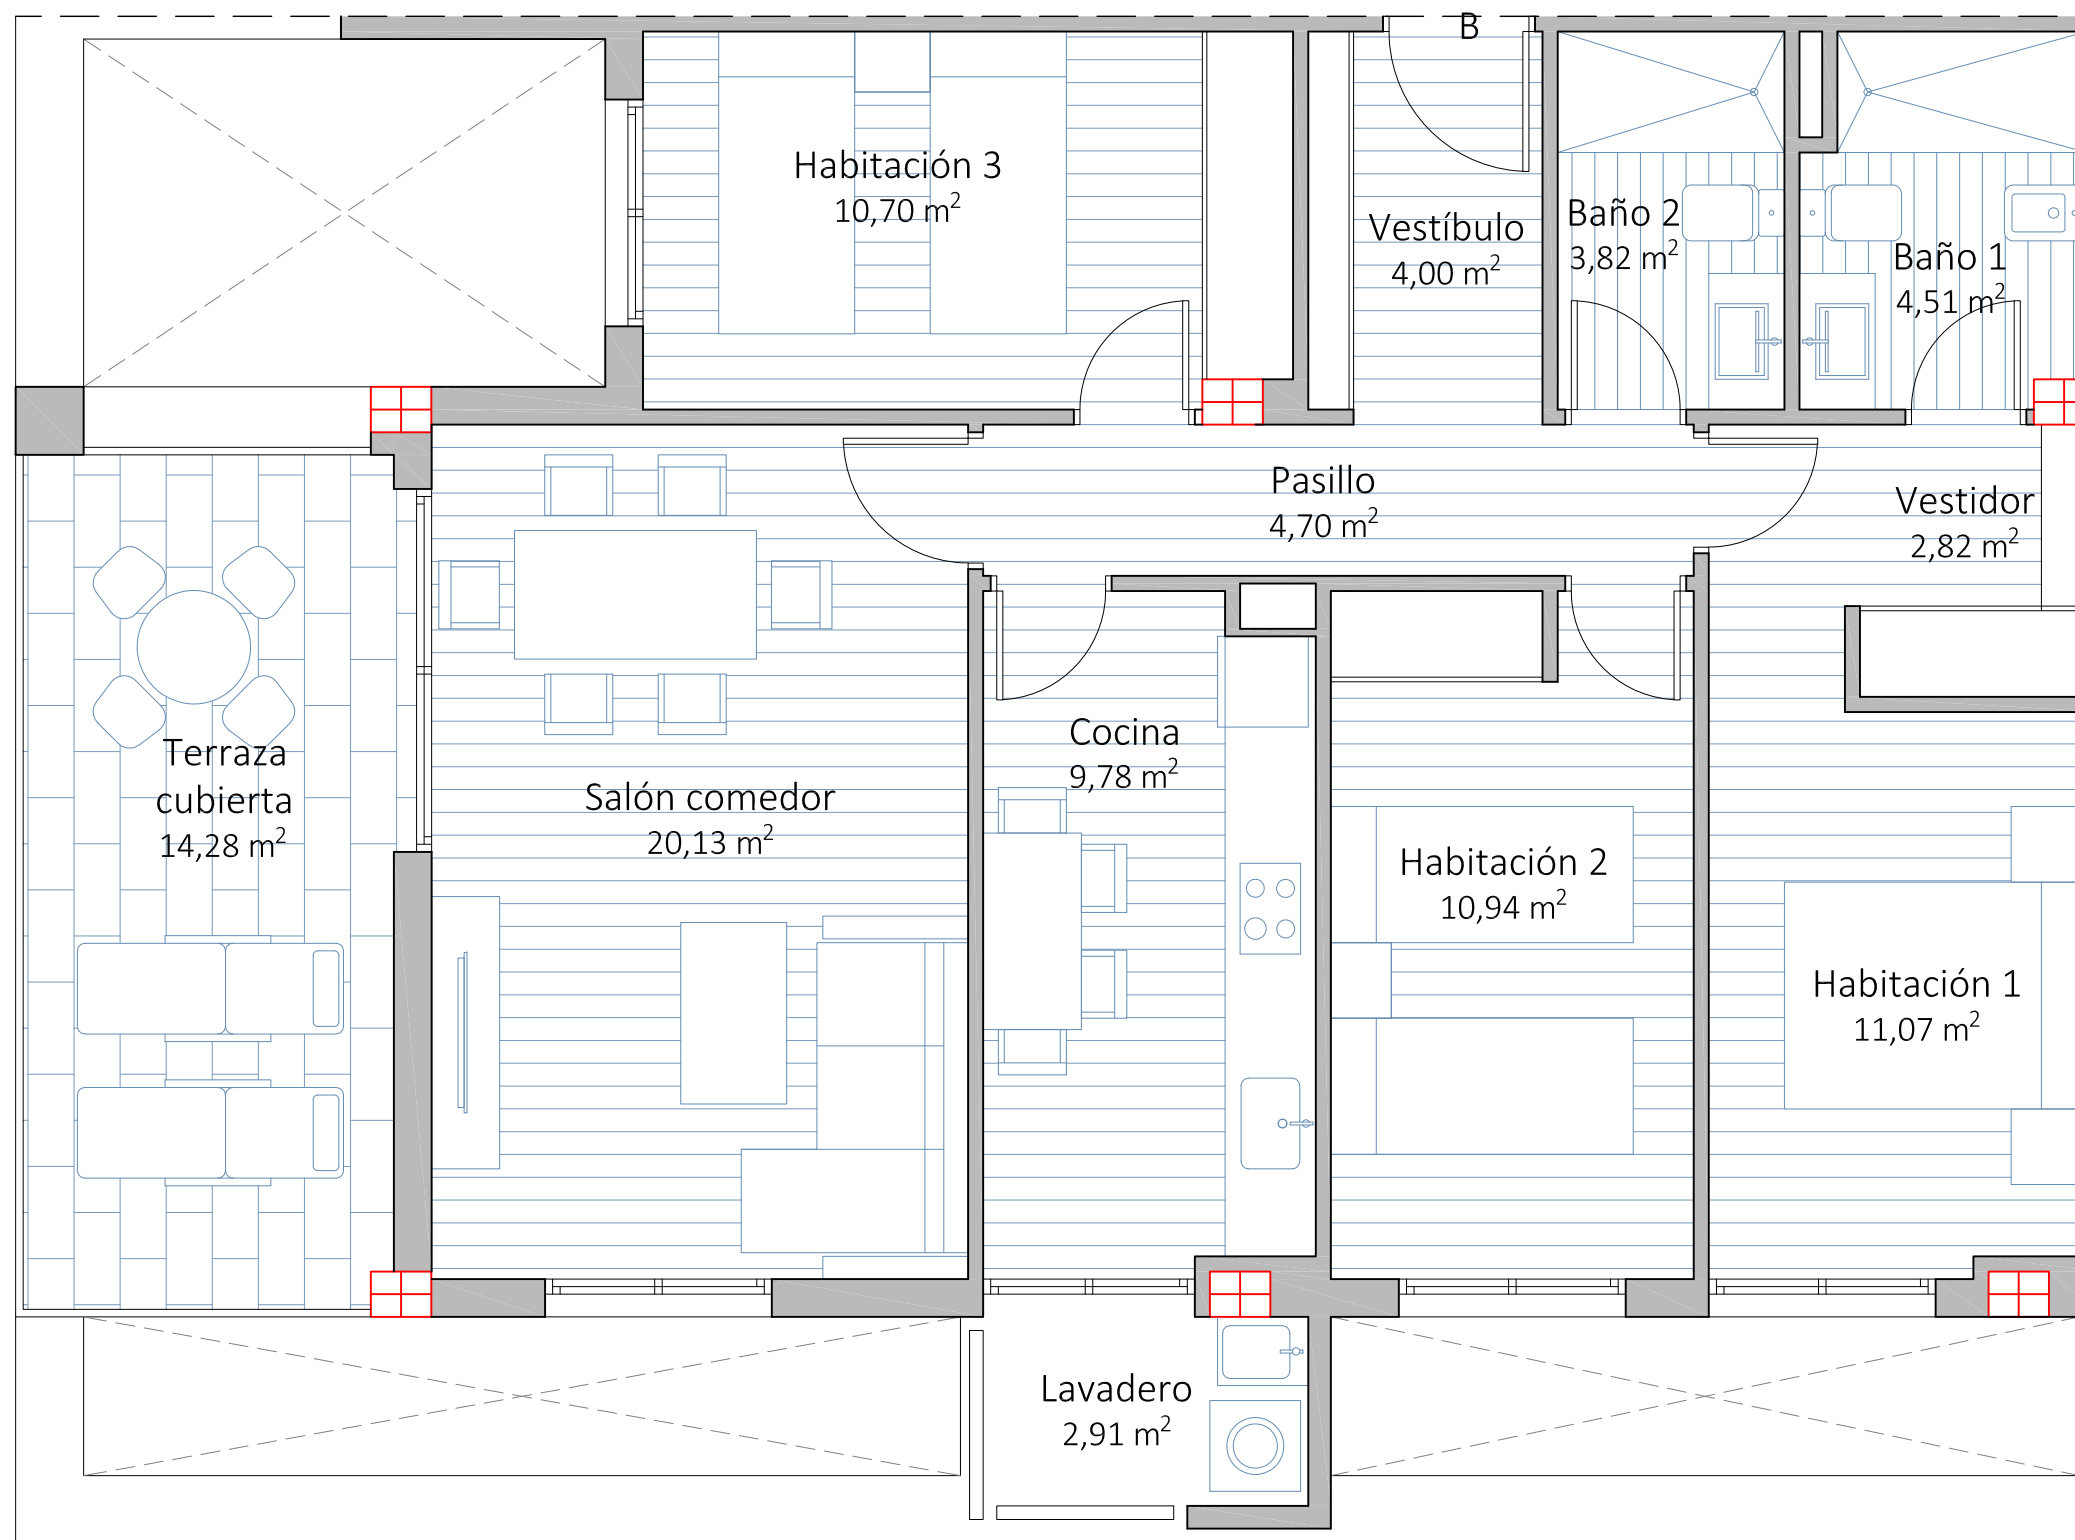 B
Habitación 3
10,70 m²
Vestíbulo
4,00 m²
Baño 2
3,82 m²
Baño 1
4,51 m²
Pasillo
4,70 m²
Vestidor
2,82 m²
Terraza
cubierta
14,28 m²
Salón comedor
20,13 m²
Cocina
9,78 m²
Habitación 2
10,94 m²
Habitación 1
11,07 m²
Lavadero
2,91 m²